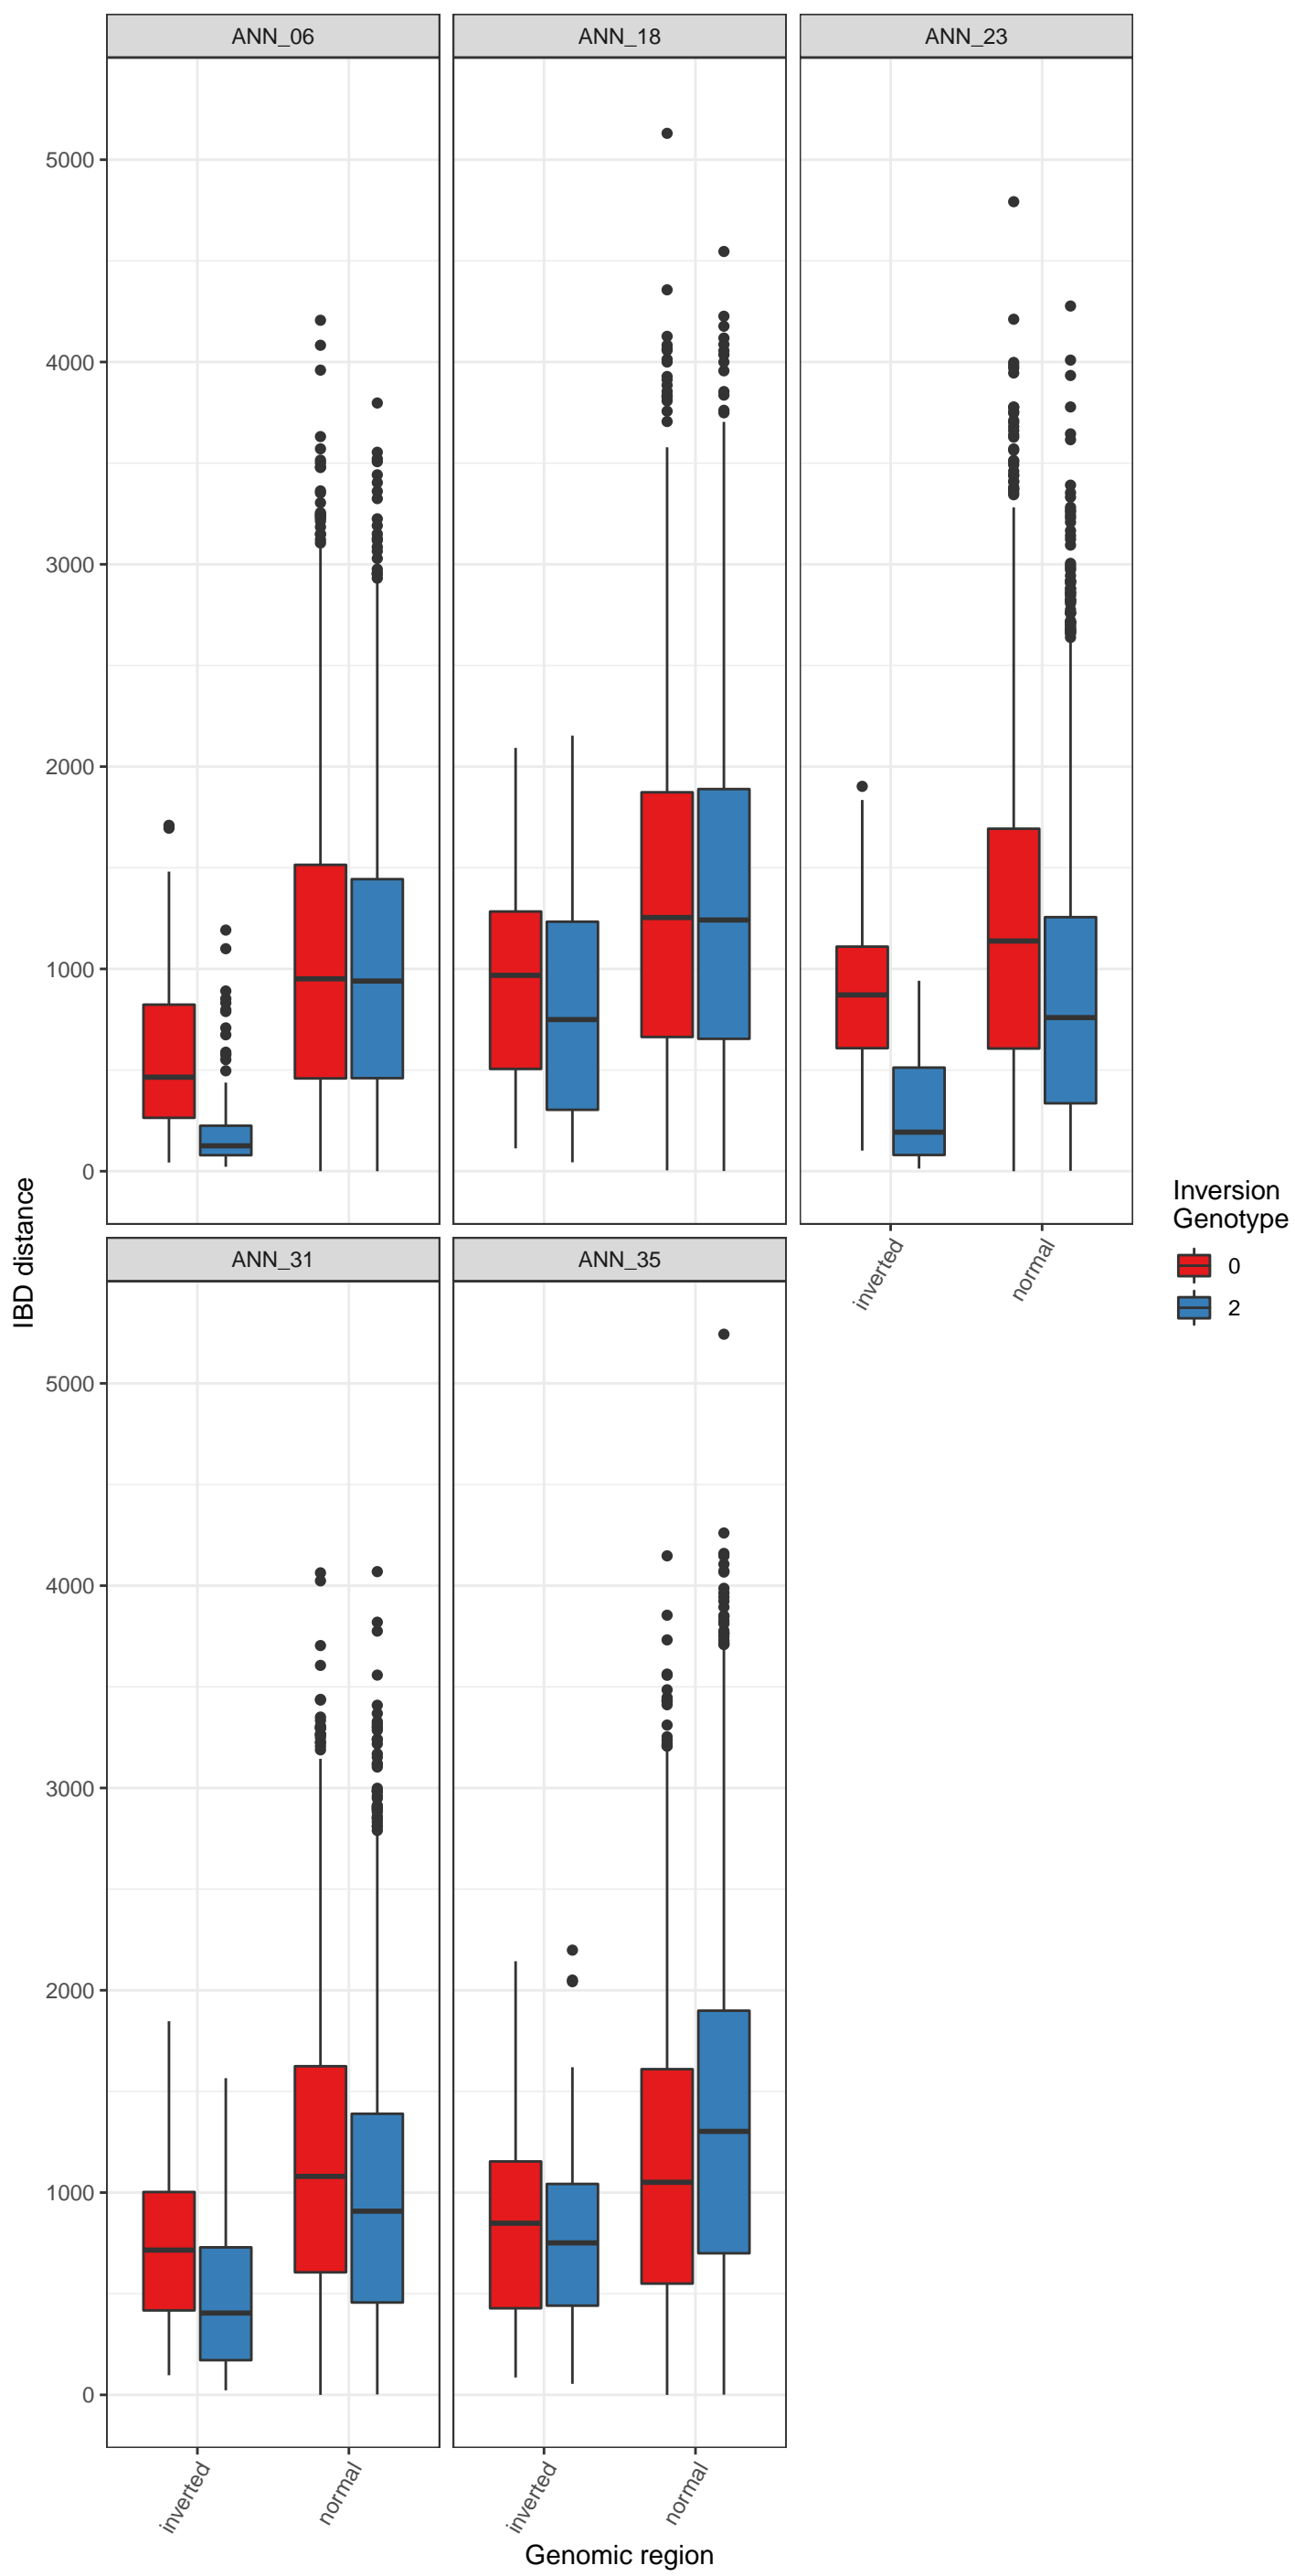 ANN_06
ANN_18
ANN_23
5000
4000
3000
2000
1000
0
inverted
normal
IBD distance
Inversion
Genotype
0
2
ANN_31
ANN_35
5000
4000
3000
2000
1000
0
inverted
normal
inverted
normal
Genomic region